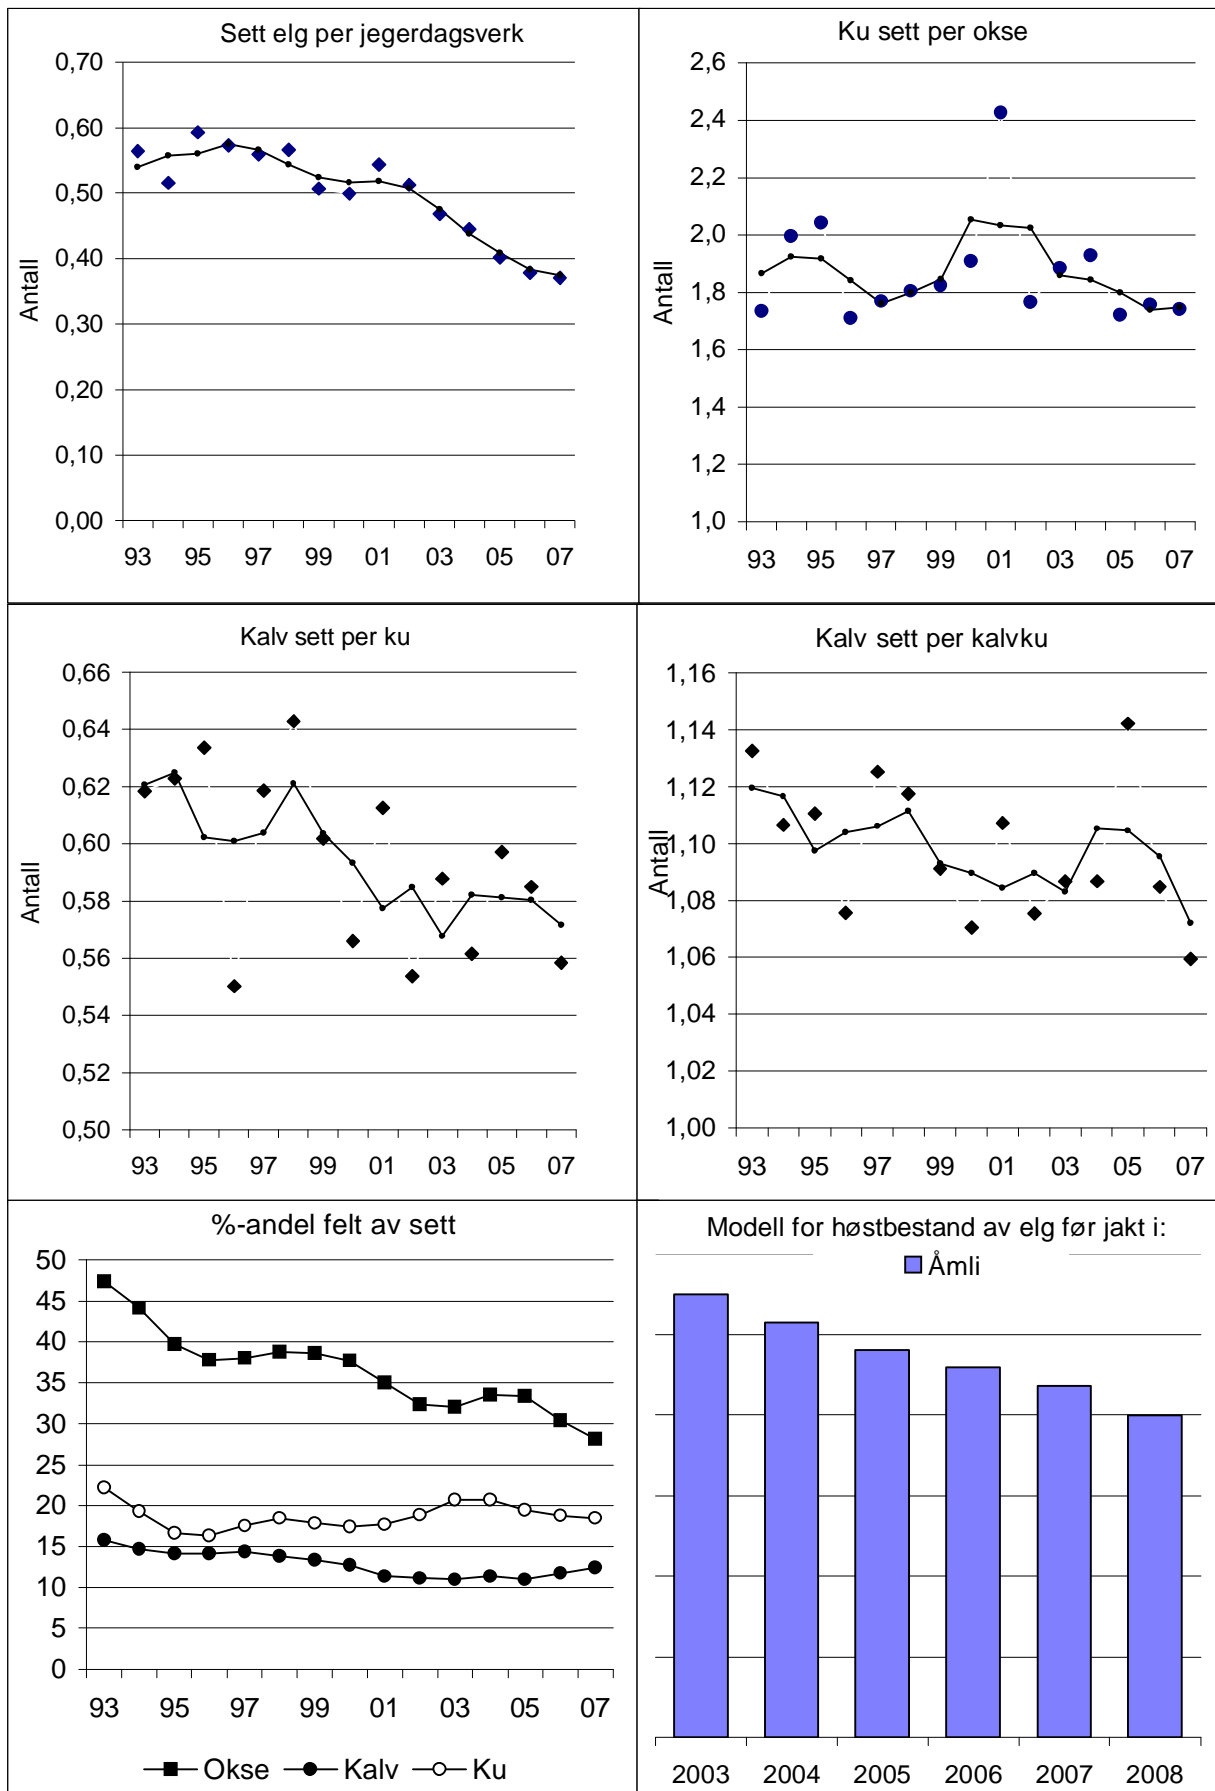 Sett elg per jegerdagsverk
0,70
0,60
0,50
0,40
0,30
0,20
0,10
0,00
Antall
93 95 97 99 01 03 05 07
Ku sett per okse
2,6
2,4
2,2
2,0
1,8
1,6
1,4
1,2
1,0
Antall
93 95 97 99 01 03 05 07
Kalv sett per ku
0,66
0,64
0,62
0,60
0,58
0,56
0,54
0,52
0,50
Antall
93 95 97 99 01 03 05 07
Kalv sett per kalvku
1,16
1,14
1,12
1,10
1,08
1,06
1,04
1,02
1,00
Antall
93 95 97 99 01 03 05 07
%-andel felt av sett
50
45
40
35
30
25
20
15
10
5
0
93 95 97 99 01 03 05 07
Okse Kalv Ku
Modell for høstbestand av elg før jakt i:
Åmli
2003 2004 2005 2006 2007 2008